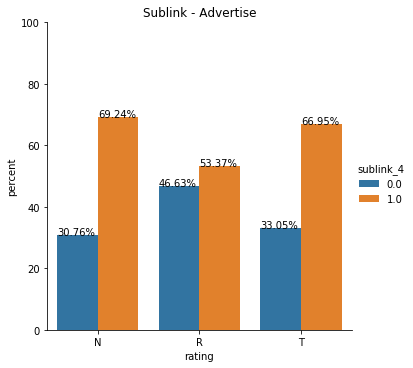 Sublink - Advertise
100
80
60
40
20
0
percent
30.76%
69.24%
46.63%
53.37%
33.05%
66.95%
N
R
T
rating
sublink_4
0.0
1.0